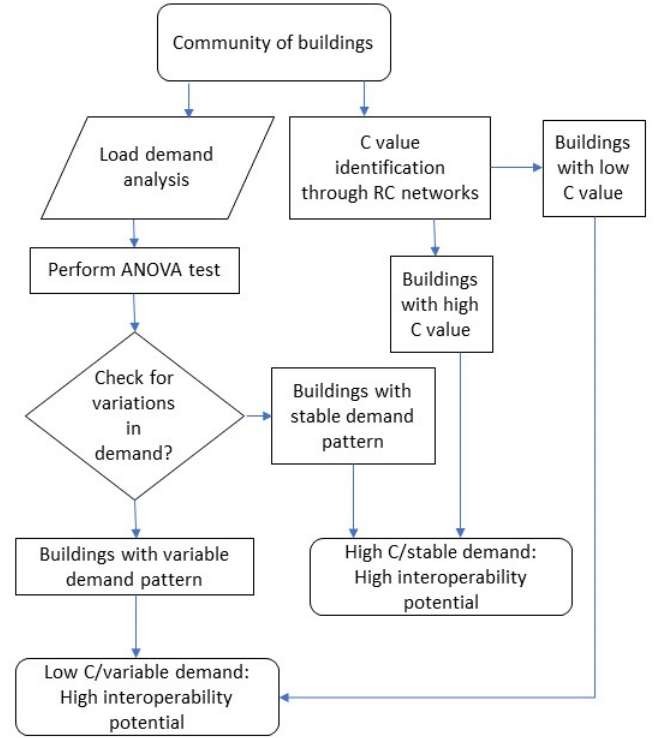 Community of buildings
Load demand
analysis
C value
identification
through RC networks
Buildings
with low
C value
Perform ANOVA test
Buildings
with high
C value
Check for
variations
in
demand?
Buildings with
stable demand
pattern
Buildings with variable
demand pattern
High C/stable demand:
High interoperability
potential
Low C/variable demand:
High interoperability
potential